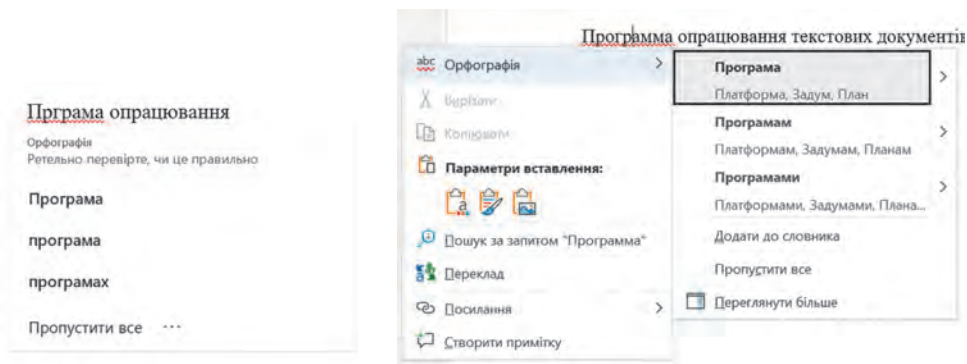 Прграма опрацювання
Орфографія
Ретельно перевірте, чи це правильно
Програма
програма
програмах
Пропустити все ···
Программа опрацювання текстових документів
abc Орфографія
Вирізати
Копіювати
Параметри вставлення:
Пошук за запитом "Программа"
Переклад
Посилання
Створити примітку
Програма
Платформа, Задум, План
Програмам
Платформам, Задумам, Планам
Програмами
Платформами, Задумами, Плана...
Додати до словника
Пропустити все
Переглянути більше